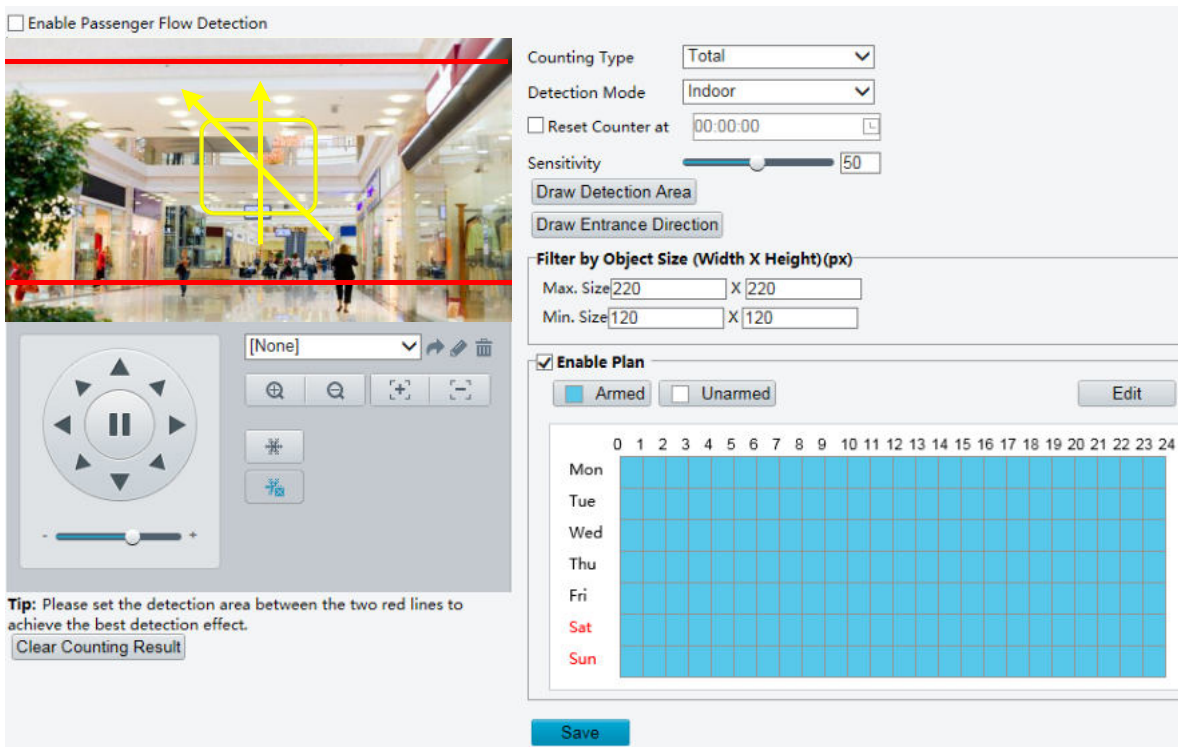 Enable Passenger Flow Detection
Counting Type Total
Detection Mode Indoor
Reset Counter at 00:00:00
Sensitivity 50
Draw Detection Area
Draw Entrance Direction
Filter by Object Size (Width X Height)(px)
Max. Size 220 X 220
Min. Size 120 X 120
[None]
- +
Tip: Please set the detection area between the two red lines to
achieve the best detection effect.
Clear Counting Result
Enable Plan
Armed Unarmed Edit
0 1 2 3 4 5 6 7 8 9 10 11 12 13 14 15 16 17 18 19 20 21 22 23 24
Mon
Tue
Wed
Thu
Fri
Sat
Sun
Save